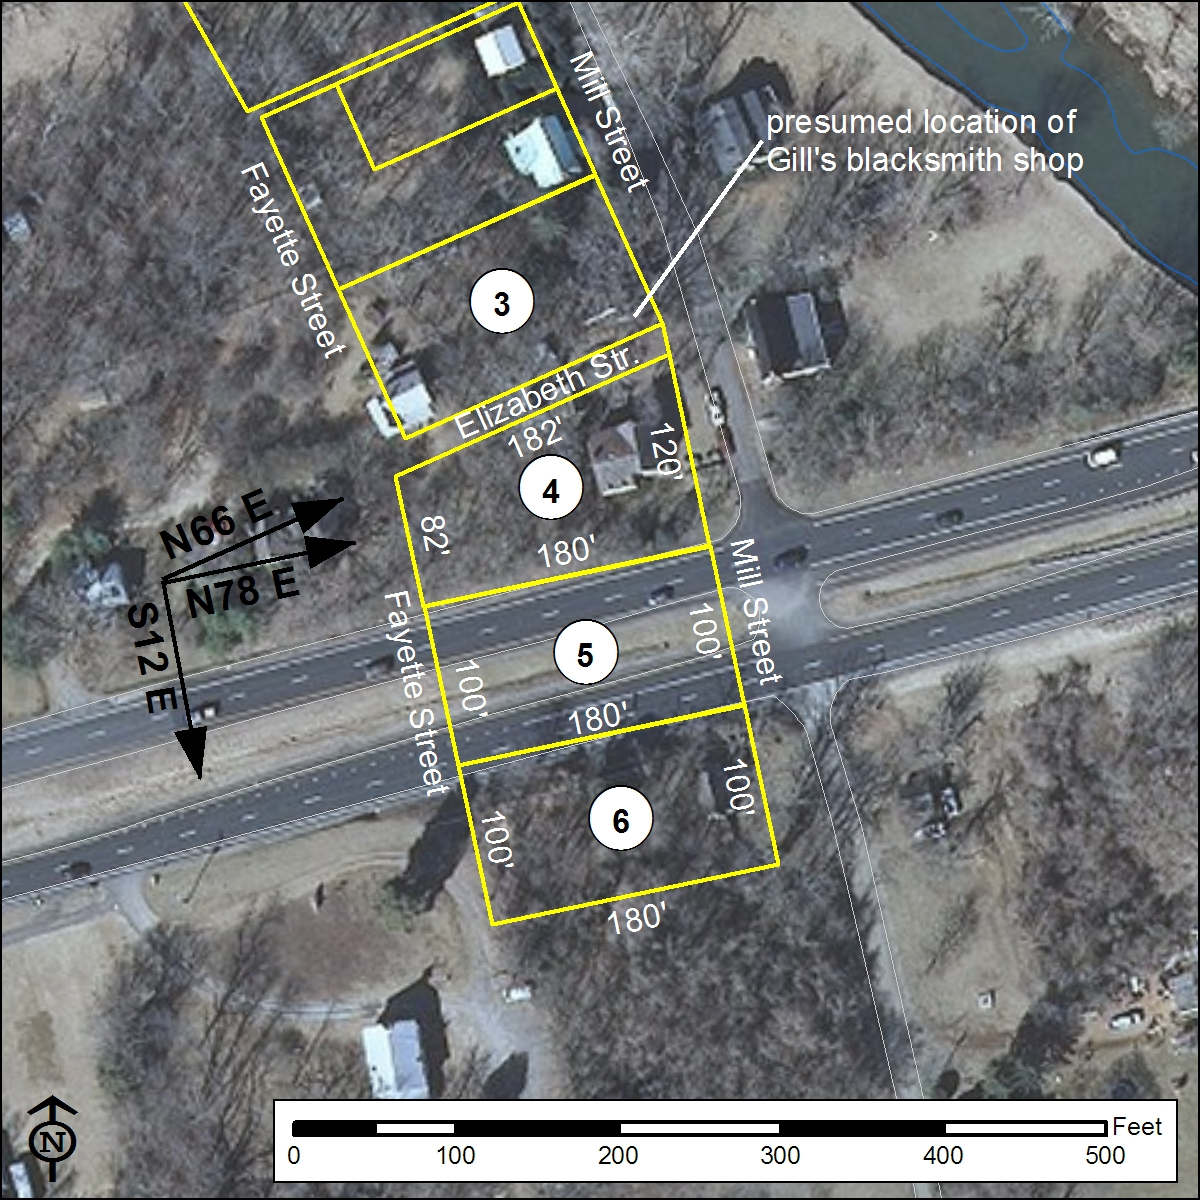 Mill Street
presumed location of
Gill's blacksmith shop
Fayette Street
3
Elizabeth Str.
182'
120'
4
82'
180'
N66 E
N78 E
S12 E
Mill Street
Fayette Street
100'
5
100'
180'
100'
6
100'
180'
N
Feet
0 100 200 300 400 500